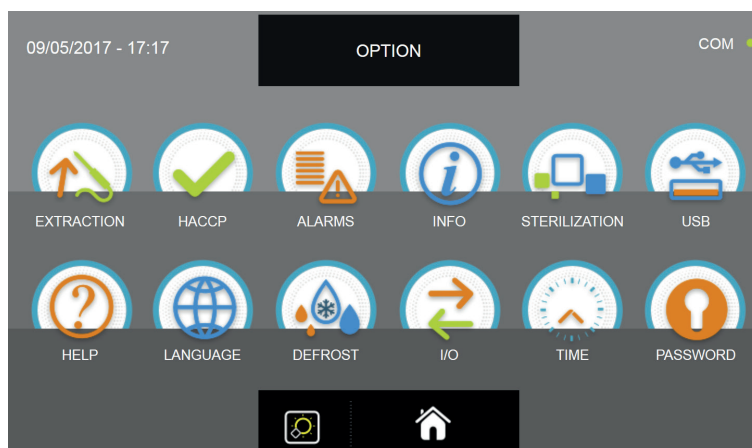 09/05/2017 - 17:17
OPTION
COM
EXTRACTION
HACCP
ALARMS
INFO
STERILIZATION
USB
HELP
LANGUAGE
DEFROST
I/O
TIME
PASSWORD